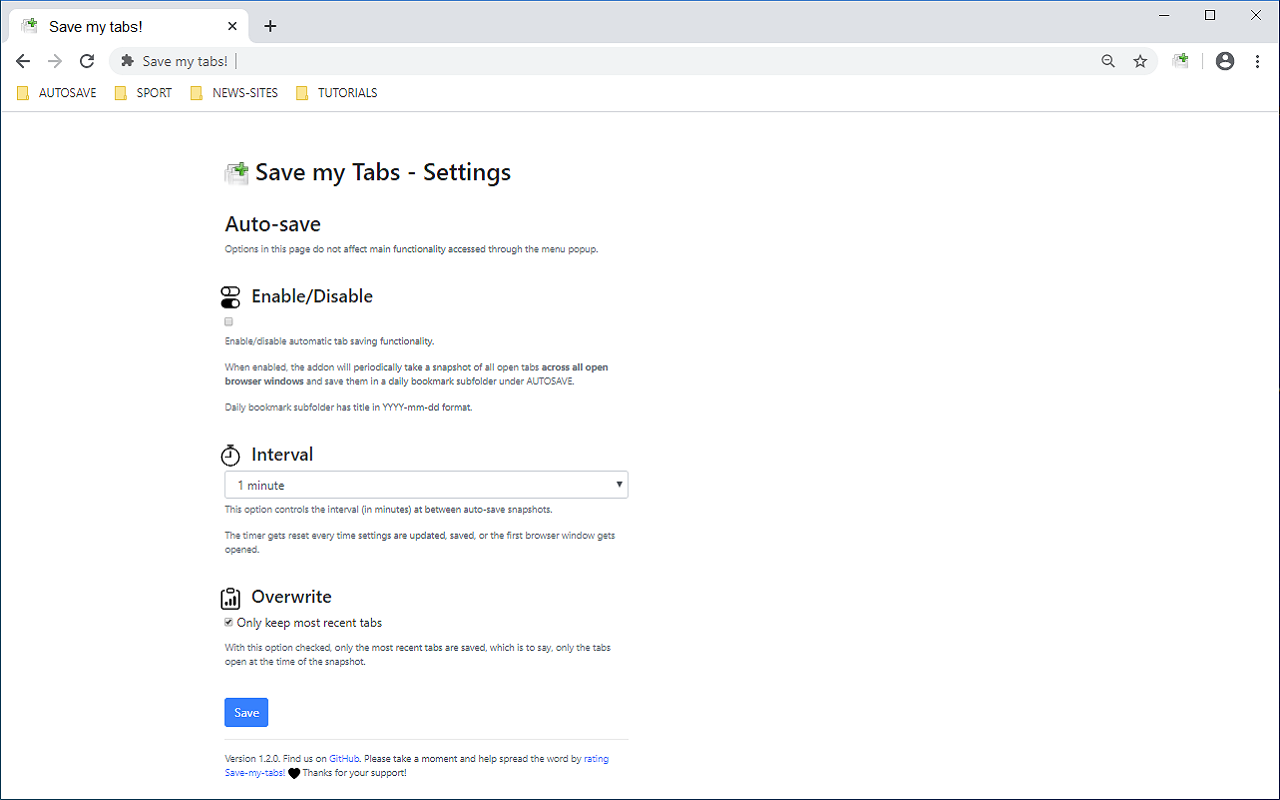 Save my tabs!
Save my tabs!
AUTOSAVE SPORT NEWS-SITES TUTORIALS
Save my Tabs - Settings
Auto-save
Options in this page do not affect main functionality accessed through the menu popup.
Enable/Disable
Enable/disable automatic tab saving functionality.
When enabled, the addon will periodically take a snapshot of all open tabs across all open
browser windows and save them in a daily bookmark subfolder under AUTOSAVE.
Daily bookmark subfolder has title in YYYY-mm-dd format.
Interval
1 minute
This option controls the interval (in minutes) at between auto-save snapshots.
The timer gets reset every time settings are updated, saved, or the first browser window gets
opened.
Overwrite
Only keep most recent tabs
With this option checked, only the most recent tabs are saved, which is to say, only the tabs
open at the time of the snapshot.
Save
Version 1.2.0. Find us on GitHub. Please take a moment and help spread the word by rating
Save-my-tabs! 🖤 Thanks for your support!